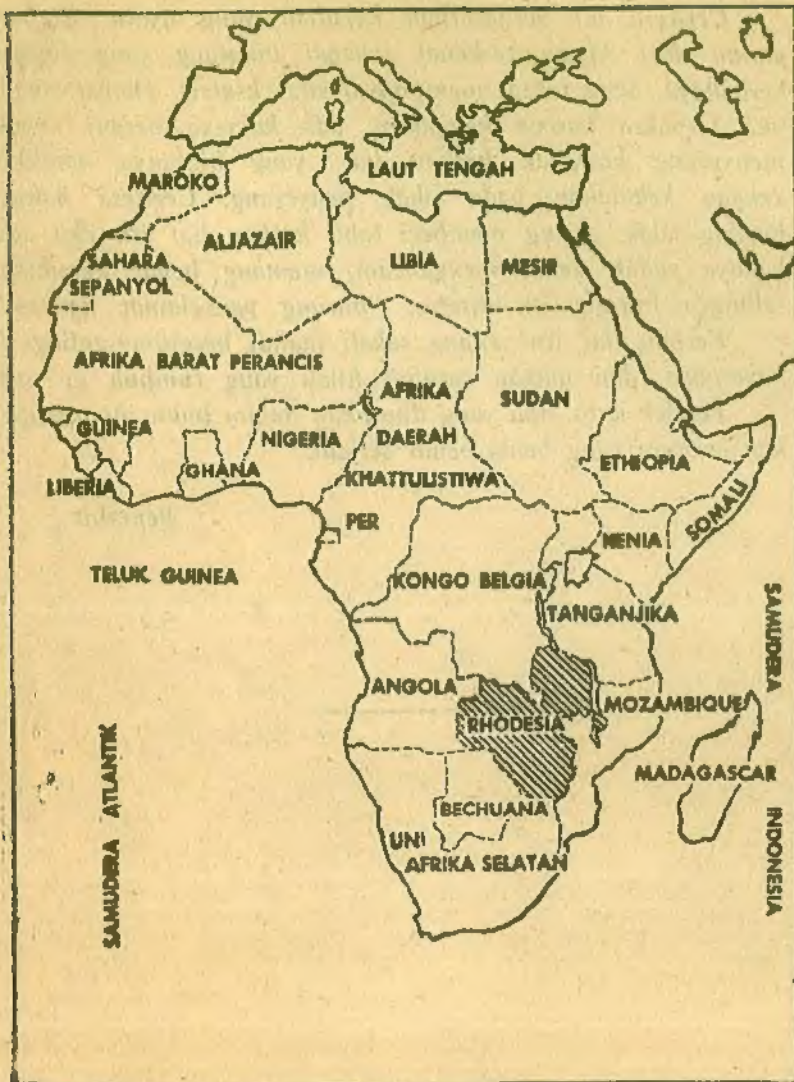 LAUT TENGAH
MAROKO
ALJAZAIR
LIBIA
MESIR
SAHARA
SEPANYOL
AFRIKA BARAT PERANCIS
AFRIKA
DAERAH
KHATTULISTIWA
PER
SUDAN
GUINEA
NIGERIA
GHANA
LIBERIA
ETHIOPIA
SOMALI
KENIA
TELUK GUINEA
KONGO BELGIA
TANGANJIKA
ANGOLA
RHODESIA
MOZAMBIQUE
MADAGASCAR
BECHUANA
UNI
AFRIKA SELATAN
SAMUDERA ATLANTIK
SAMUDERA INDONESIA